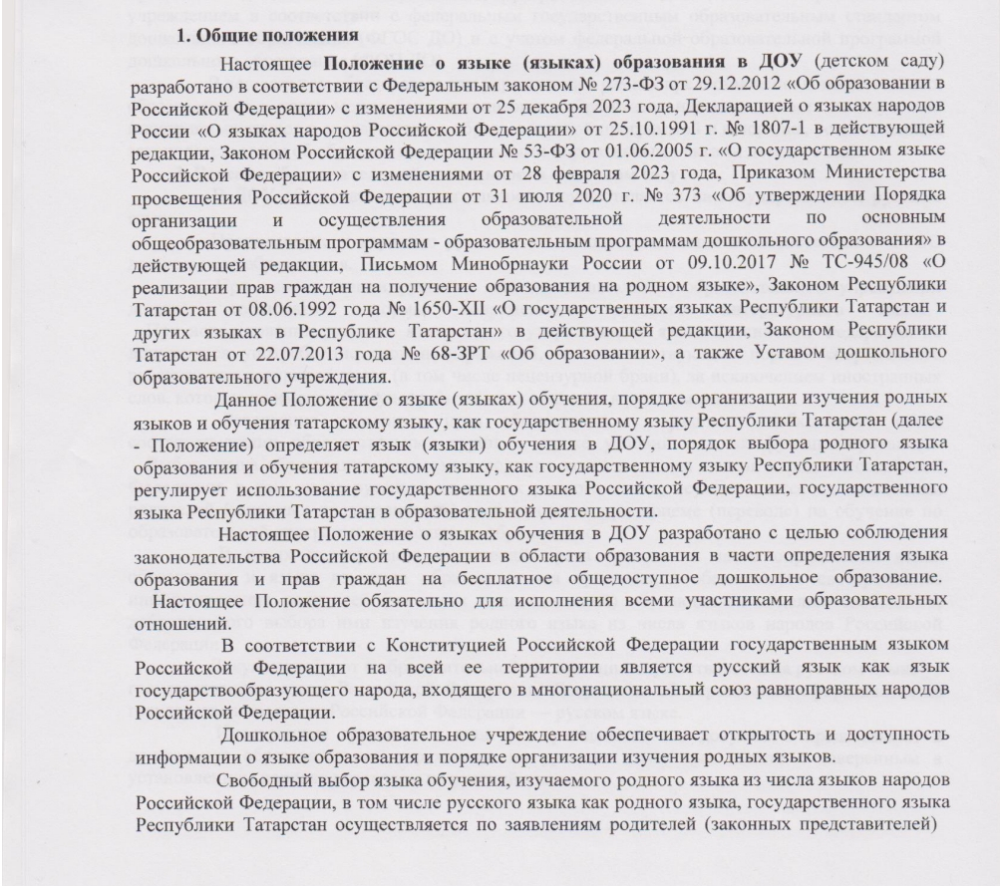 1. Общие положения
Настоящее Положение о языке (языках) образования в ДОУ (детском саду)
разработано в соответствии с Федеральным законом № 273-ФЗ от 29.12.2012 «Об образовании в
Российской Федерации» с изменениями от 25 декабря 2023 года, Декларацией о языках народов
России «О языках народов Российской Федерации» от 25.10.1991 г. № 1807-1 в действующей
редакции, Законом Российской Федерации № 53-ФЗ от 01.06.2005 г. «О государственном языке
Российской Федерации» с изменениями от 28 февраля 2023 года, Приказом Министерства
просвещения Российской Федерации от 31 июля 2020 г. № 373 «Об утверждении Порядка
организации и осуществления образовательной деятельности по основным
общеобразовательным программам - образовательным программам дошкольного образования» в
действующей редакции, Письмом Минобрнауки России от 09.10.2017 № ТС-945/08 «О
реализации прав граждан на получение образования на родном языке», Законом Республики
Татарстан от 08.06.1992 года № 1650-XII «О государственных языках Республики Татарстан и
других языках в Республике Татарстан» в действующей редакции, Законом Республики
Татарстан от 22.07.2013 года № 68-ЗРТ «Об образовании», а также Уставом дошкольного
образовательного учреждения.
Данное Положение о языке (языках) обучения, порядке организации изучения родных
языков и обучения татарскому языку, как государственному языку Республики Татарстан (далее
- Положение) определяет язык (языки) обучения в ДОУ, порядок выбора родного языка
образования и обучения татарскому языку, как государственному языку Республики Татарстан,
регулирует использование государственного языка Российской Федерации, государственного
языка Республики Татарстан в образовательной деятельности.
Настоящее Положение о языках обучения в ДОУ разработано с целью соблюдения
законодательства Российской Федерации в области образования в части определения языка
образования и прав граждан на бесплатное общедоступное дошкольное образование.
Настоящее Положение обязательно для исполнения всеми участниками образовательных
отношений.
В соответствии с Конституцией Российской Федерации государственным языком
Российской Федерации на всей ее территории является русский язык как язык
государствообразующего народа, входящего в многонациональный союз равноправных народов
Российской Федерации.
Дошкольное образовательное учреждение обеспечивает открытость и доступность
информации о языке образования и порядке организации изучения родных языков.
Свободный выбор языка обучения, изучаемого родного языка из числа языков народов
Российской Федерации, в том числе русского языка как родного языка, государственного языка
Республики Татарстан осуществляется по заявлениям родителей (законных представителей)